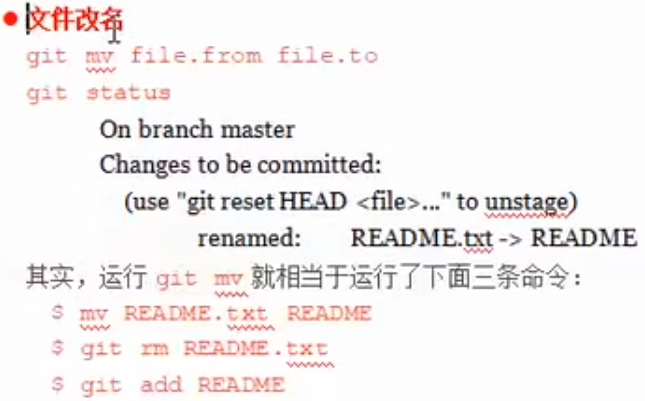 ● 文件改名
git mv file.from file.to
git status
On branch master
Changes to be committed:
(use "git reset HEAD <file>..." to unstage)
renamed: README.txt -> README
其实，运行 git mv 就相当于运行了下面三条命令：
$ mv README.txt README
$ git rm README.txt
$ git add README